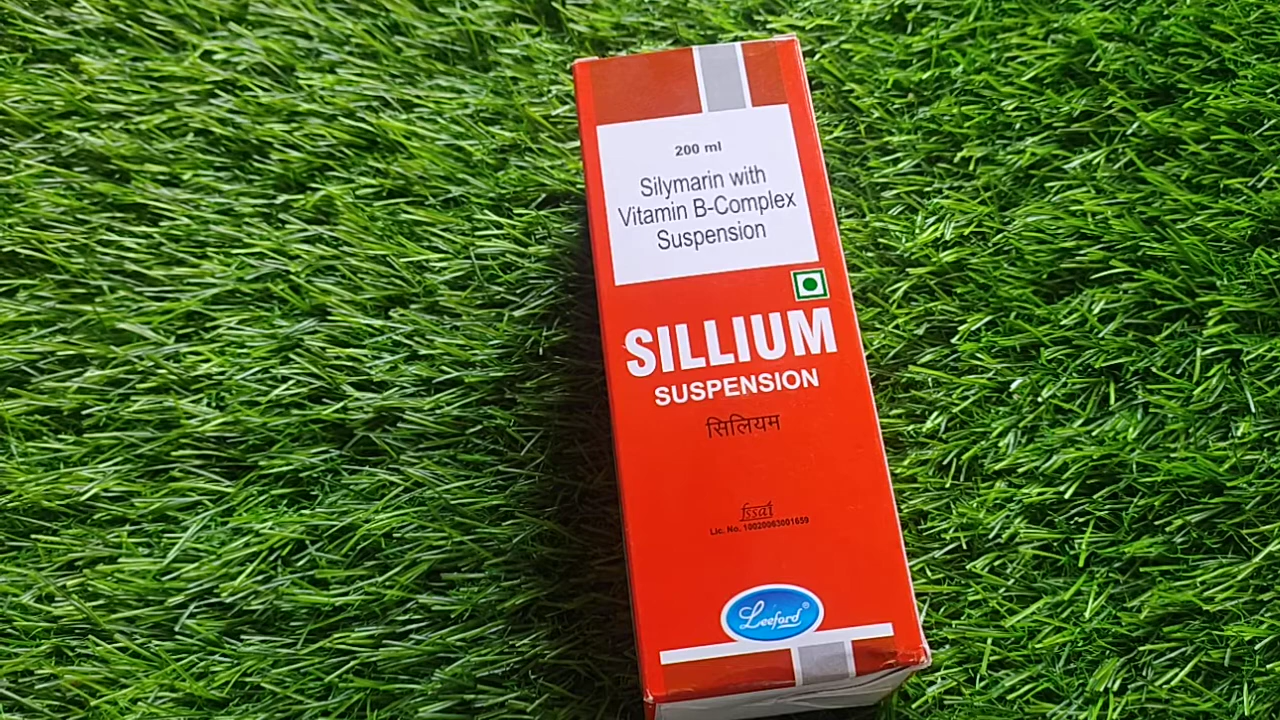 200 ml
Silymarin with
Vitamin B-Complex
Suspension
SILLIUM
SUSPENSION
सिलियम
fssai
Lic. No. 10020063001659
Leeford®